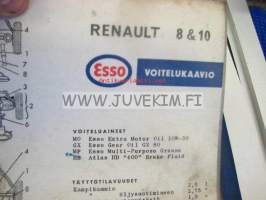 RENAULT 8 & 10
Esso
VOITELUKAAVIO
WWW.JUVEKIM.FI
VOITELUAINEET
MO Esso Extra Motor Oil 10W-30
GX Esso Gear Oil GX 80
MP Esso Multi-Purpose Grease
HB Atlas HD "400" Brake Fluid
TÄYTTÖTILAVUUDET
Kampikammio